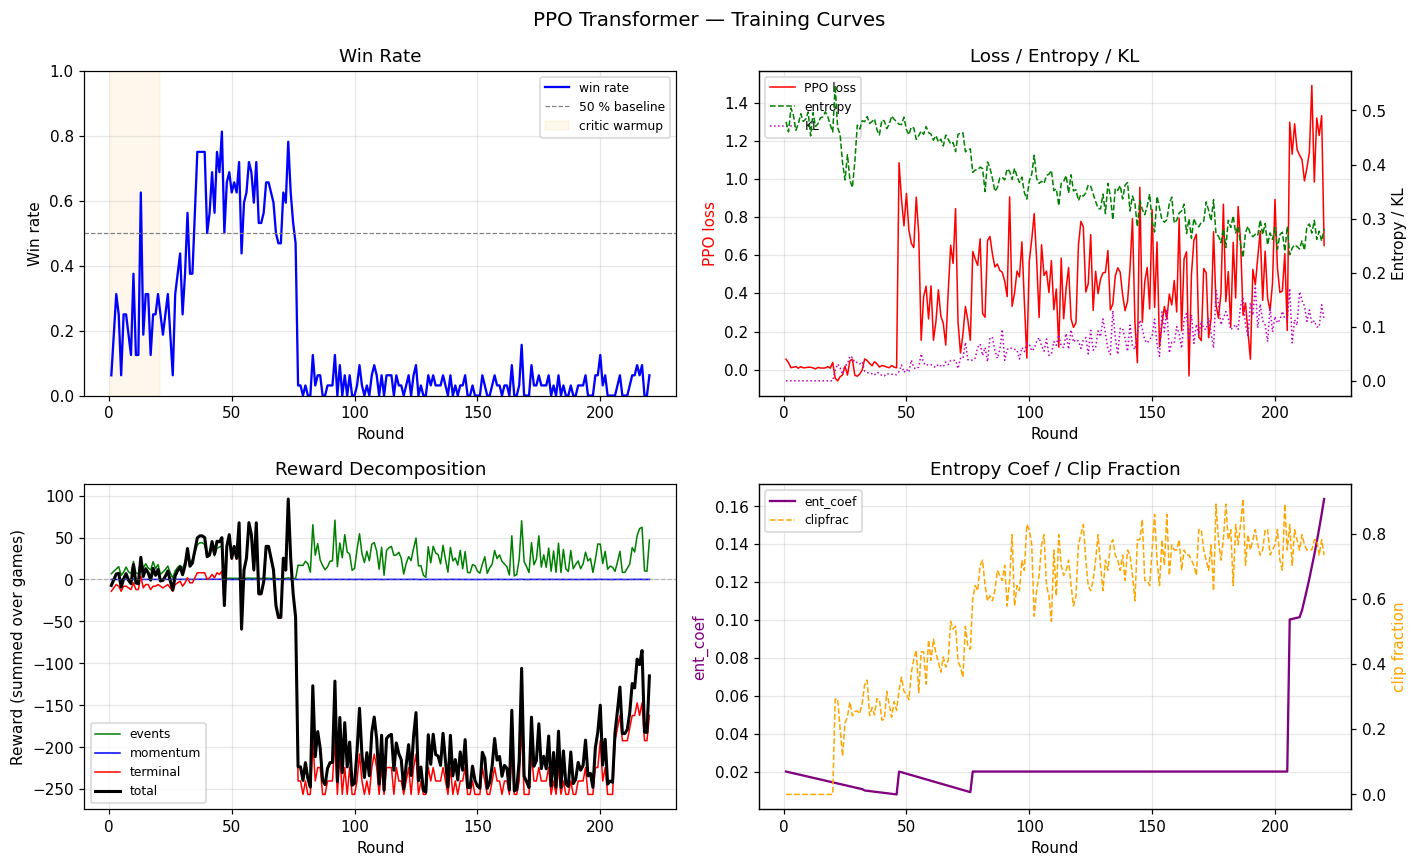 PPO Transformer — Training Curves
Win Rate
1.0
0.8
0.6
0.4
0.2
0.0
Win rate
win rate
50 % baseline
critic warmup
0
50
100
150
200
Round
Loss / Entropy / KL
1.4
1.2
1.0
0.8
0.6
0.4
0.2
0.0
PPO loss
PPO loss
entropy
KL
0.5
0.4
0.3
0.2
0.1
0.0
Entropy / KL
0
50
100
150
200
Round
Reward Decomposition
100
50
0
−50
−100
−150
−200
−250
Reward (summed over games)
events
momentum
terminal
total
0
50
100
150
200
Round
Entropy Coef / Clip Fraction
0.16
0.14
0.12
0.10
0.08
0.06
0.04
0.02
ent_coef
ent_coef
clipfrac
0.8
0.6
0.4
0.2
0.0
clip fraction
0
50
100
150
200
Round